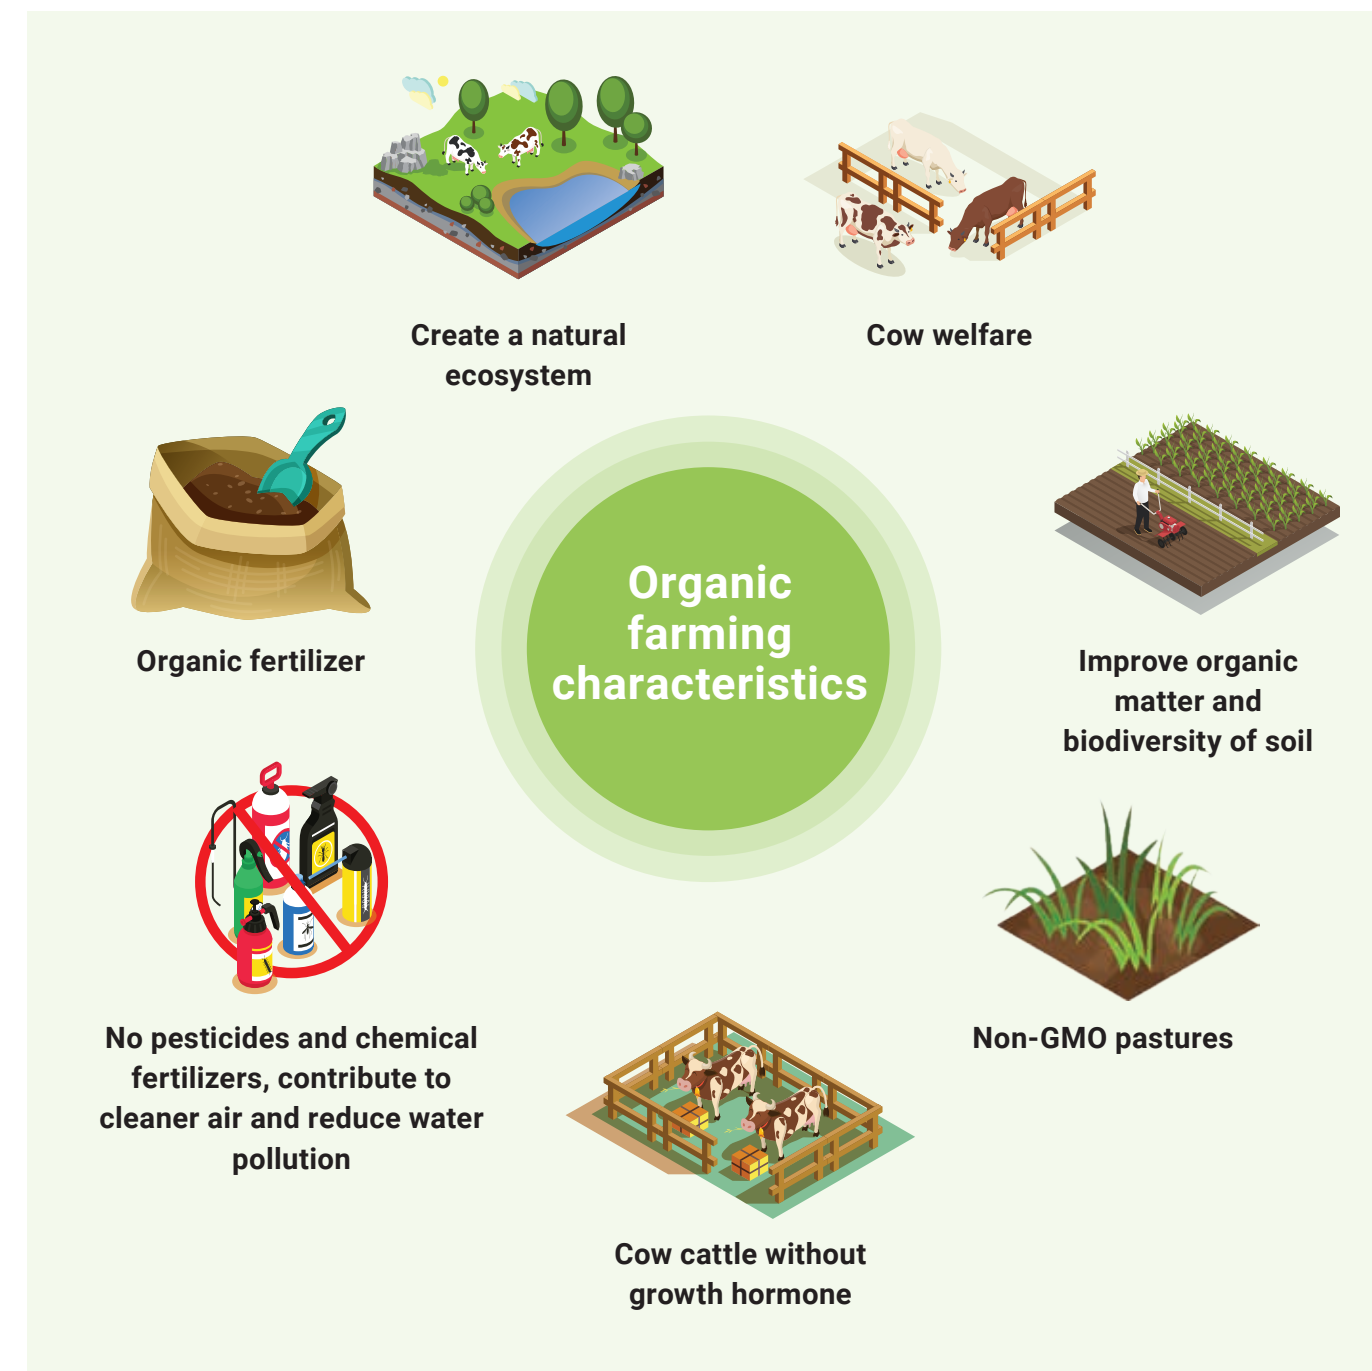 Create a natural
ecosystem
Cow welfare
Organic fertilizer
Organic
farming
characteristics
Improve organic
matter and
biodiversity of soil
No pesticides and chemical
fertilizers, contribute to
cleaner air and reduce water
pollution
Non-GMO pastures
Cow cattle without
growth hormone